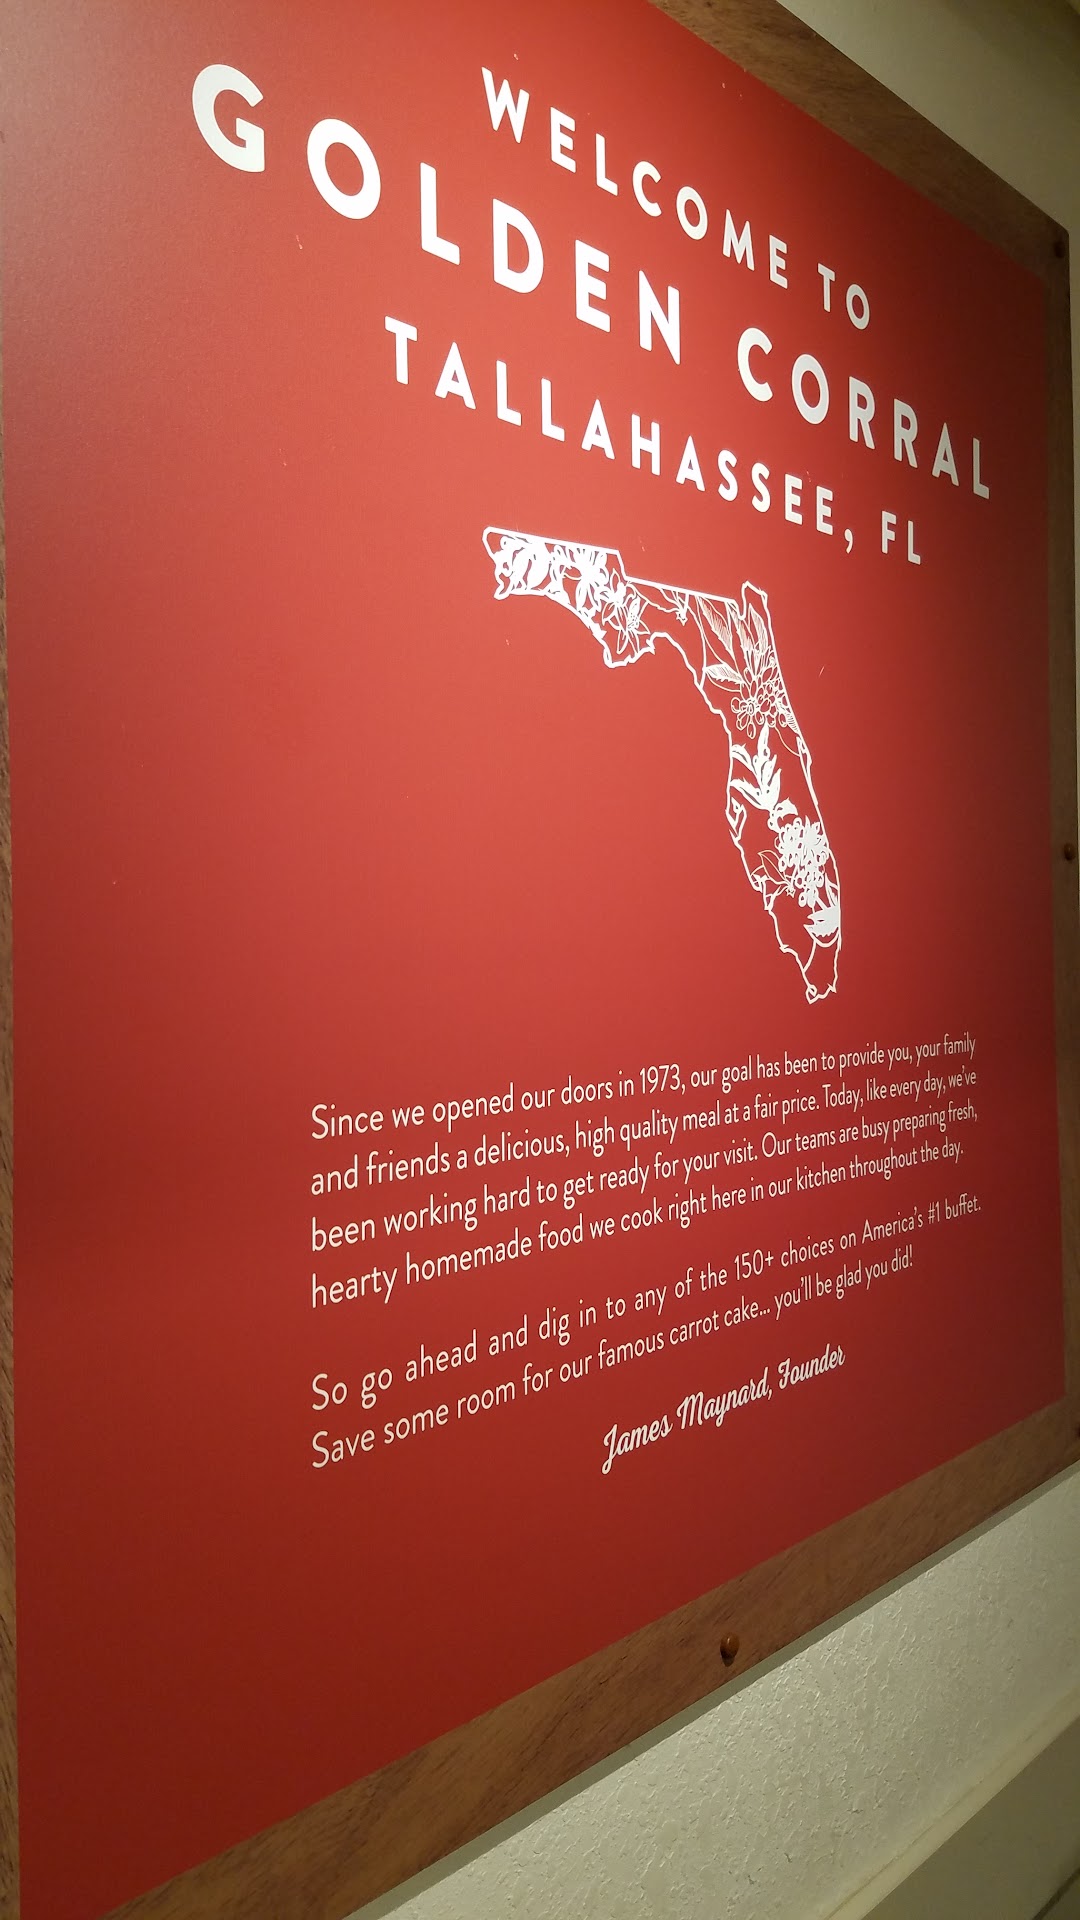 WELCOME TO
GOLDEN CORRAL
TALLAHASSEE, FL
Since we opened our doors in 1973, our goal has been to provide you, your family
and friends a delicious, high quality meal at a fair price. Today, like every day, we've
been working hard to get ready for your visit. Our teams are busy preparing fresh,
hearty homemade food we cook right here in our kitchen throughout the day.
So go ahead and dig in to any of the 150+ choices on America's #1 buffet.
Save some room for our famous carrot cake... you'll be glad you did!
James Maynard, Founder